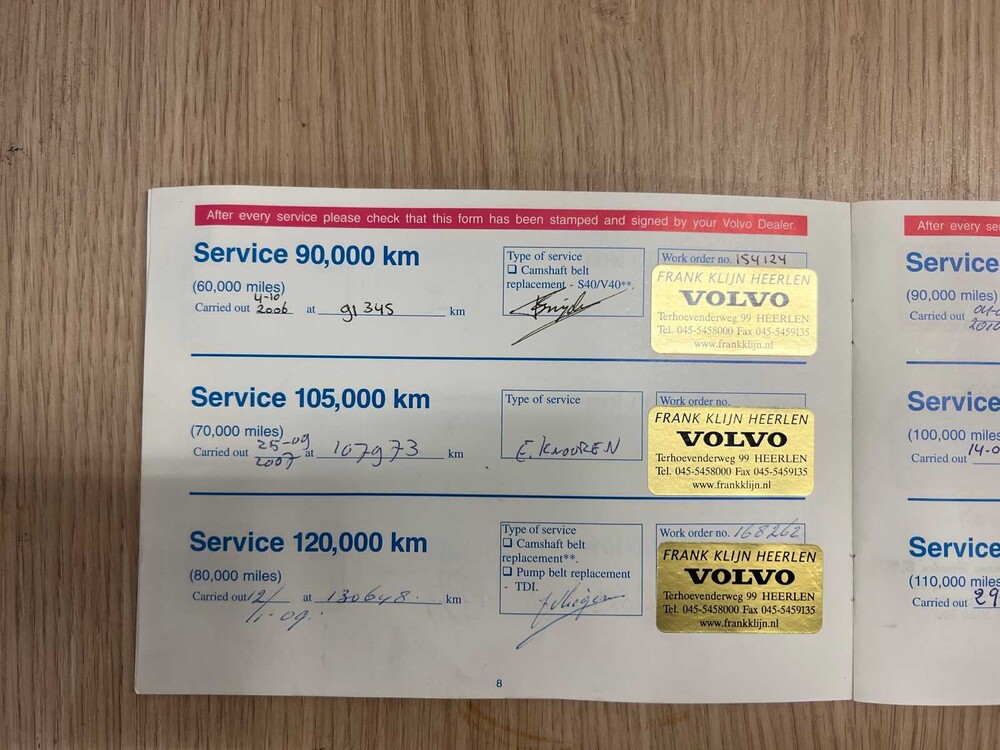 After every service please check that this form has been stamped and signed by your Volvo Dealer.
Service 90,000 km
(60,000 miles)
Carried out 4-10 2006 at 91345 km
Type of service
❑ Camshaft belt
replacement - S40/V40**.
Work order no. 154124
FRANK KLIJN HEERLEN
VOLVO
Terhoevenderweg 99 HEERLEN
Tel. 045-5458000 Fax 045-5459135
www.frankklijn.nl
Service 105,000 km
(70,000 miles)
Carried out 25-09 2007 at 107973 km
Type of service
E. KNOOREN
Work order no.
FRANK KLIJN HEERLEN
VOLVO
Terhoevenderweg 99 HEERLEN
Tel. 045-5458000 Fax 045-5459135
www.frankklijn.nl
Service 120,000 km
(80,000 miles)
Carried out 12/1-09. at 130648. km
Type of service
❑ Camshaft belt
replacement**.
❑ Pump belt replacement
- TDI.
Work order no. 168262
FRANK KLIJN HEERLEN
VOLVO
Terhoevenderweg 99 HEERLEN
Tel. 045-5458000 Fax 045-5459135
www.frankklijn.nl
8
After every
Service
(90,000 miles)
Carried out
Service
(100,000 miles
Carried out 14-0
Service
(110,000 miles
Carried out 29